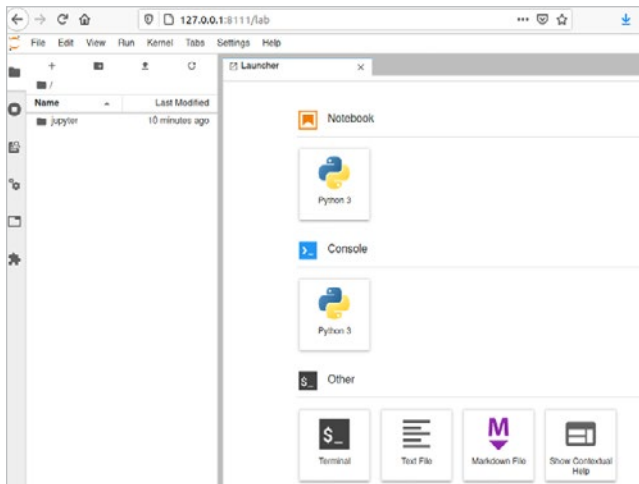 127.0.0.1:8111/lab
File Edit View Run Kernel Tabs Settings Help
Launcher
/
Name Last Modified
jupyter 10 minutes ago
Notebook
Python 3
Console
Python 3
$_ Other
$_
M
Terminal Text File Markdown File Show Contextual
Help